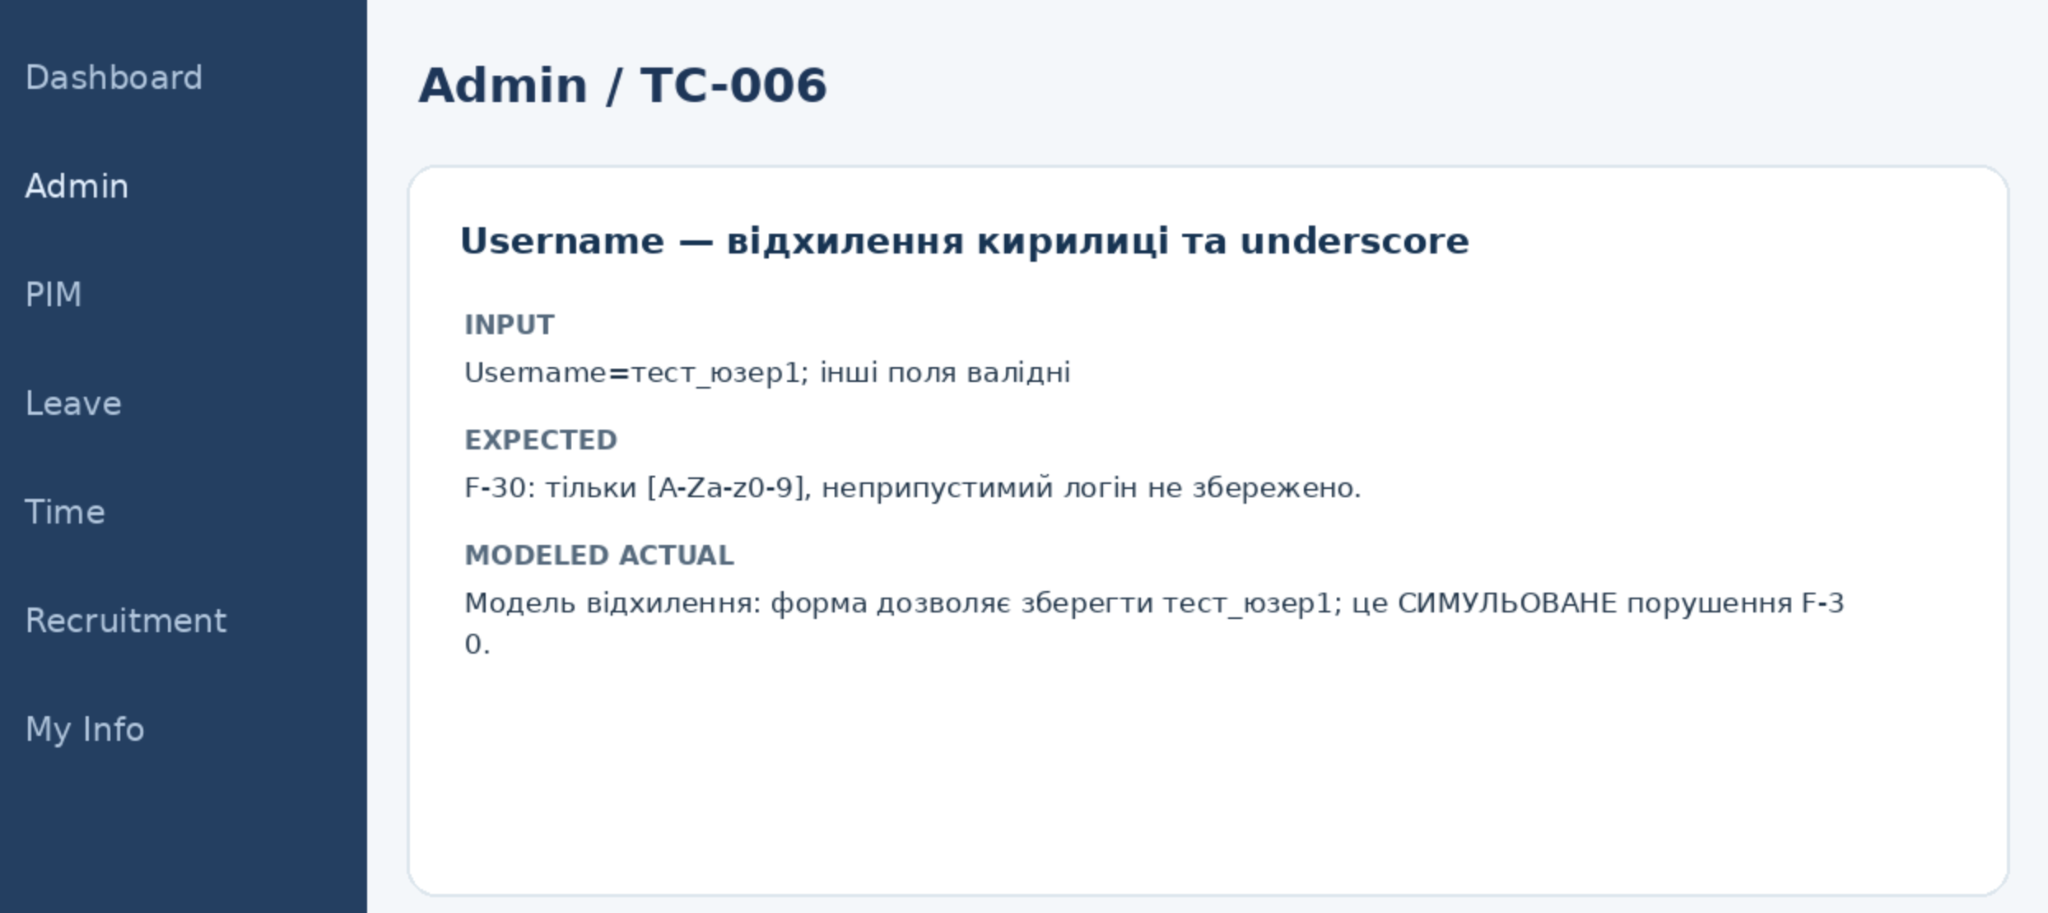 Dashboard
Admin
PIM
Leave
Time
Recruitment
My Info
Admin / TC-006
Username — відхилення кирилиці та underscore
INPUT
Username=тест_юзер1; інші поля валідні
EXPECTED
F-30: тільки [A-Za-z0-9], неприпустимий логін не збережено.
MODELED ACTUAL
Модель відхилення: форма дозволяє зберегти тест_юзер1; це СИМУЛЬОВАНЕ порушення F-3
0.